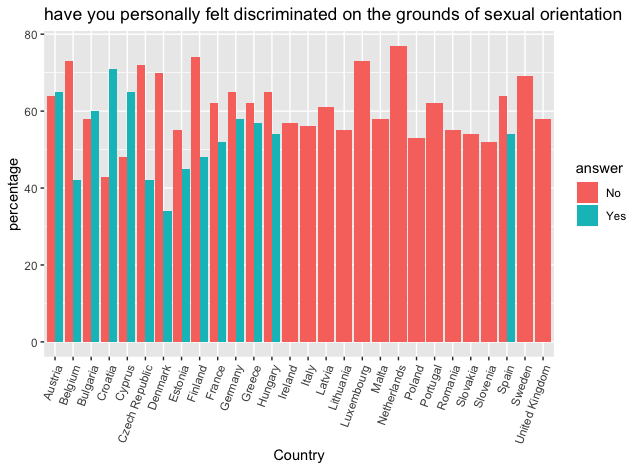 have you personally felt discriminated on the grounds of sexual orientation
80
60
40
20
0
percentage
Austria
Belgium
Bulgaria
Croatia
Cyprus
Czech Republic
Denmark
Estonia
Finland
France
Germany
Greece
Hungary
Ireland
Italy
Latvia
Lithuania
Luxembourg
Malta
Netherlands
Poland
Portugal
Romania
Slovakia
Slovenia
Spain
Sweden
United Kingdom
Country
answer
No
Yes